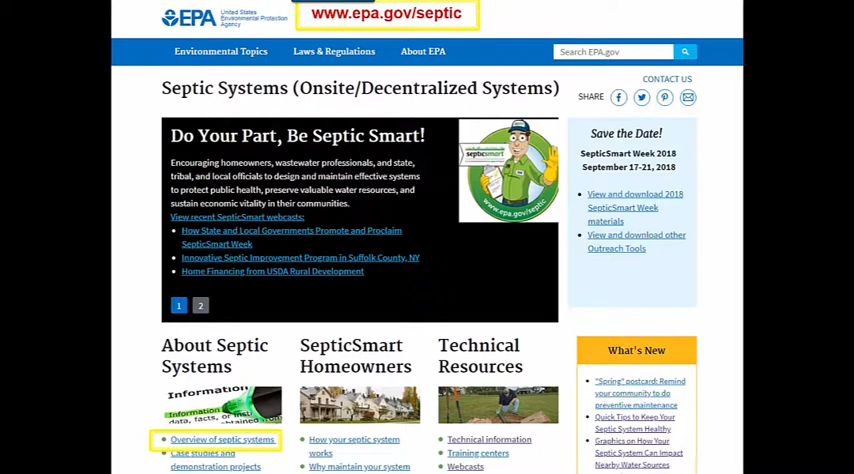 EPA United States Environmental Protection Agency
www.epa.gov/septic
Environmental Topics Laws & Regulations About EPA Search EPA.gov
CONTACT US
Septic Systems (Onsite/Decentralized Systems)
SHARE
Do Your Part, Be Septic Smart!
Encouraging homeowners, wastewater professionals, and state,
tribal, and local officials to design and maintain effective systems
to protect public health, preserve valuable water resources, and
sustain economic vitality in their communities.
View recent SepticSmart webcasts:
How State and Local Governments Promote and Proclaim
SepticSmart Week
Innovative Septic Improvement Program in Suffolk County, NY
Home Financing from USDA Rural Development
1 2
septicsmart
www.epa.gov/septic
Save the Date!
SepticSmart Week 2018
September 17-21, 2018
View and download 2018
SepticSmart Week
materials
View and download other
Outreach Tools
About Septic
Systems
Information
data, facts, or
obtained
Overview of septic systems
Case studies and
demonstration projects
SepticSmart
Homeowners
How your septic system
works
Why maintain your system
Technical
Resources
Technical information
Training centers
Webcasts
What's New
"Spring" postcard: Remind
your community to do
preventive maintenance
Quick Tips to Keep Your
Septic System Healthy
Graphics on How Your
Septic System Can Impact
Nearby Water Sources